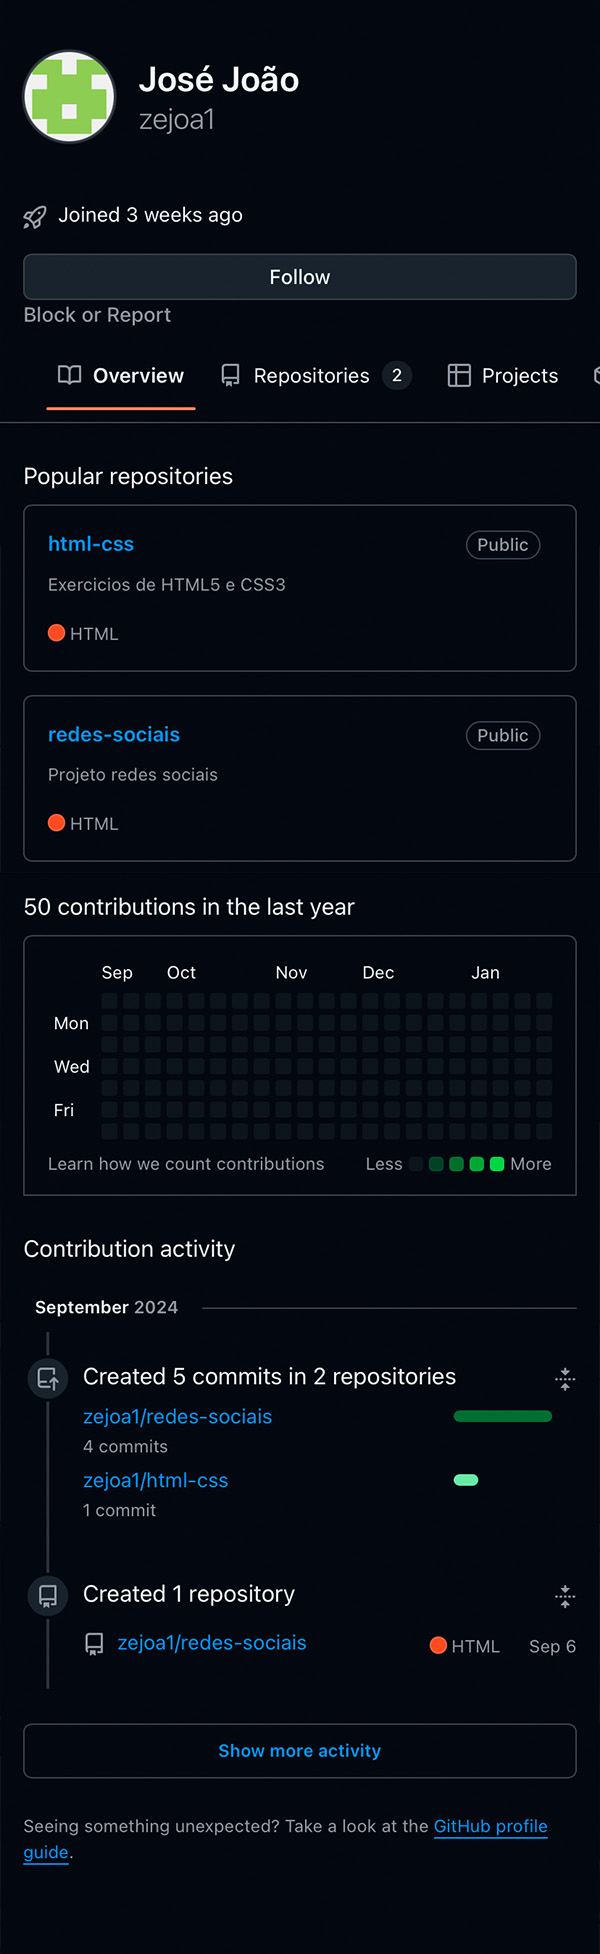 José João
zejoa1
Joined 3 weeks ago
Follow
Block or Report
Overview Repositories 2 Projects
Popular repositories
html-css Public
Exercicios de HTML5 e CSS3
HTML
redes-sociais Public
Projeto redes sociais
HTML
50 contributions in the last year
Sep Oct Nov Dec Jan
Mon
Wed
Fri
Learn how we count contributions Less More
Contribution activity
September 2024
Created 5 commits in 2 repositories
zejoa1/redes-sociais
4 commits
zejoa1/html-css
1 commit
Created 1 repository
zejoa1/redes-sociais HTML Sep 6
Show more activity
Seeing something unexpected? Take a look at the GitHub profile
guide.